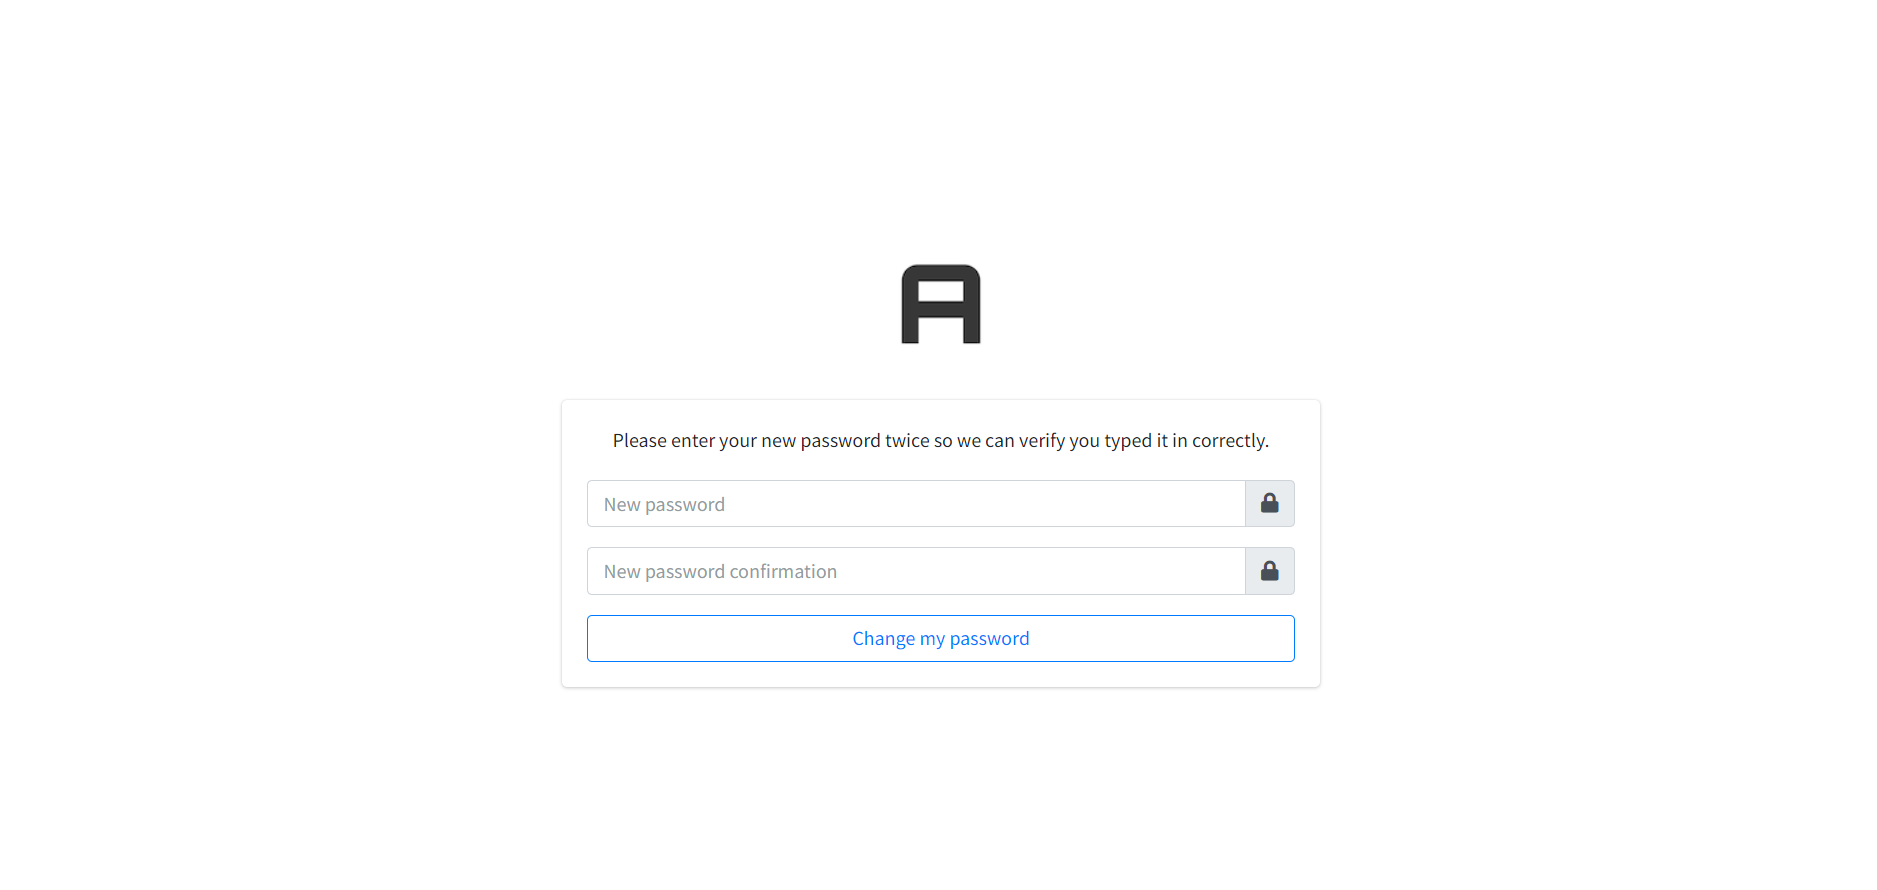 A
Please enter your new password twice so we can verify you typed it in correctly.
New password
New password confirmation
Change my password